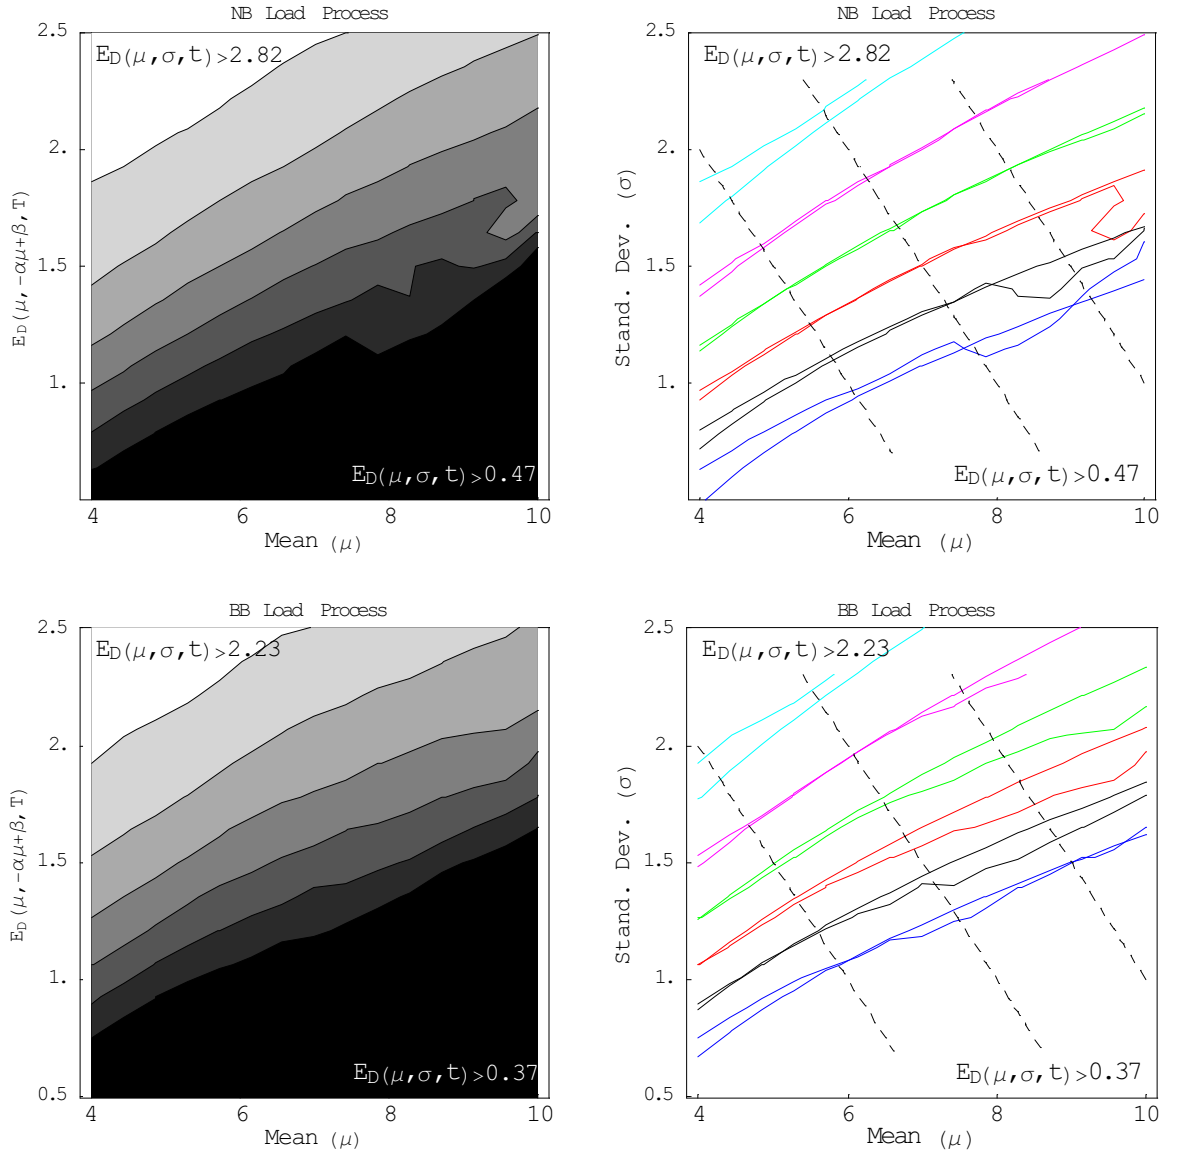 NB Load Process
E_D(μ,-αμ+β,T)
2.5
2.
1.5
1.
E_D(μ,σ,t)>2.82
E_D(μ,σ,t)>0.47
4 6 8 10
Mean (μ)
NB Load Process
Stand. Dev. (σ)
2.5
2.
1.5
1.
E_D(μ,σ,t)>2.82
E_D(μ,σ,t)>0.47
4 6 8 10
Mean (μ)
BB Load Process
E_D(μ,-αμ+β,T)
2.5
2.
1.5
1.
0.5
E_D(μ,σ,t)>2.23
E_D(μ,σ,t)>0.37
4 6 8 10
Mean (μ)
BB Load Process
Stand. Dev. (σ)
2.5
2.
1.5
1.
0.5
E_D(μ,σ,t)>2.23
E_D(μ,σ,t)>0.37
4 6 8 10
Mean (μ)